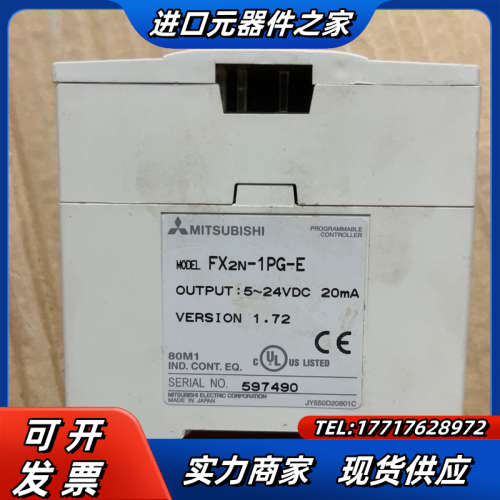 进口元器件之家
MITSUBISHI
PROGRAMMABLE
CONTROLLER
MODEL FX2N-1PG-E
OUTPUT:5~24VDC 20mA
VERSION 1.72
80M1
IND. CONT. EQ.
C UL US LISTED CE
SERIAL NO. 597490
MITSUBISHI ELECTRIC CORPORATION
MADE IN JAPAN
JY550D20801C
可开
发票
TEL:17717628972
实力商家 现货供应